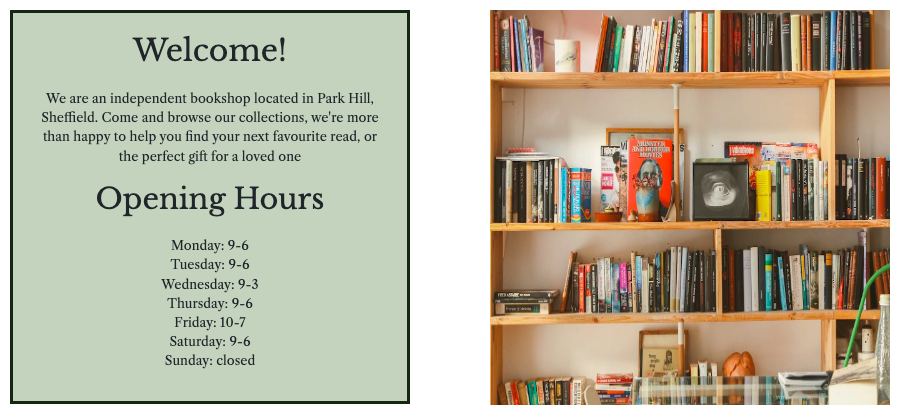 Welcome!
We are an independent bookshop located in Park Hill,
Sheffield. Come and browse our collections, we're more
than happy to help you find your next favourite read, or
the perfect gift for a loved one
Opening Hours
Monday: 9-6
Tuesday: 9-6
Wednesday: 9-3
Thursday: 9-6
Friday: 10-7
Saturday: 9-6
Sunday: closed